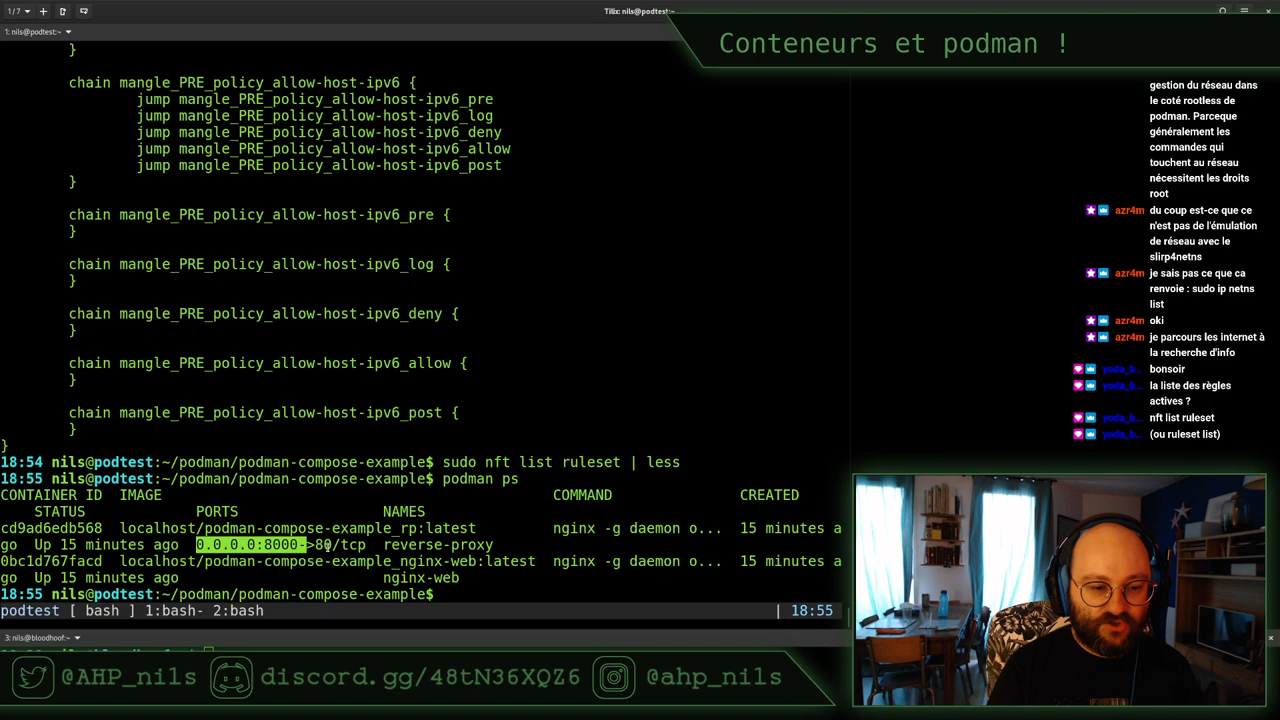 1/7
Tilix: nils@podtest:~
1: nils@podtest:~
Conteneurs et podman !
}
chain mangle_PRE_policy_allow-host-ipv6 {
jump mangle_PRE_policy_allow-host-ipv6_pre
jump mangle_PRE_policy_allow-host-ipv6_log
jump mangle_PRE_policy_allow-host-ipv6_deny
jump mangle_PRE_policy_allow-host-ipv6_allow
jump mangle_PRE_policy_allow-host-ipv6_post
}
chain mangle_PRE_policy_allow-host-ipv6_pre {
}
chain mangle_PRE_policy_allow-host-ipv6_log {
}
chain mangle_PRE_policy_allow-host-ipv6_deny {
}
chain mangle_PRE_policy_allow-host-ipv6_allow {
}
chain mangle_PRE_policy_allow-host-ipv6_post {
}
}
18:54 nils@podtest:~/podman/podman-compose-example$ sudo nft list ruleset | less
18:55 nils@podtest:~/podman/podman-compose-example$ podman ps
CONTAINER ID  IMAGE  COMMAND  CREATED
STATUS  PORTS  NAMES
cd9ad6edb568  localhost/podman-compose-example_rp:latest  nginx -g daemon o...  15 minutes a
go  Up 15 minutes ago  0.0.0.0:8000->80/tcp  reverse-proxy
0bc1d767facd  localhost/podman-compose-example_nginx-web:latest  nginx -g daemon o...  15 minutes a
go  Up 15 minutes ago  nginx-web
18:55 nils@podtest:~/podman/podman-compose-example$
podtest [ bash ] 1:bash- 2:bash | 18:55
3: nils@bloodhoof:~
gestion du réseau dans
le coté rootless de
podman. Parceque
généralement les
commandes qui
touchent au réseau
nécessitent les droits
root
azr4m du coup est-ce que ce
n'est pas de l'émulation
de réseau avec le
slirp4netns
azr4m je sais pas ce que ca
renvoie : sudo ip netns
list
azr4m oki
azr4m je parcours les internet à
la recherche d'info
yoda_b... bonsoir
yoda_b... la liste des règles
actives ?
yoda_b... nft list ruleset
yoda_b... (ou ruleset list)
@AHP_nils discord.gg/48tN36XQZ6 @ahp_nils